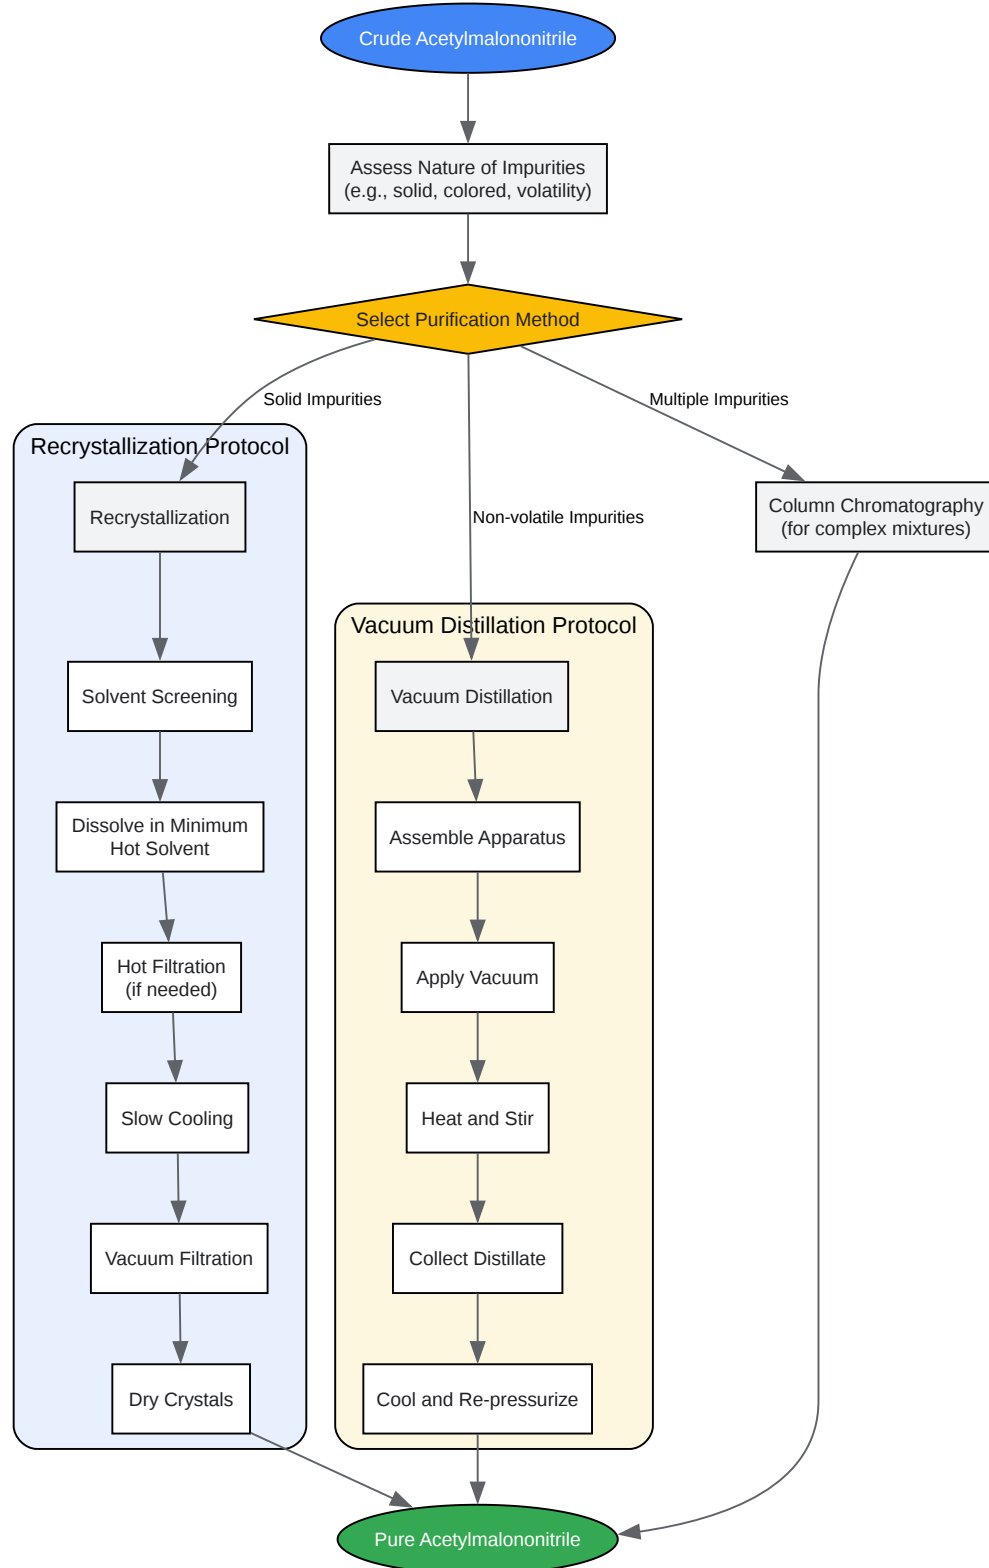 Crude Acetylmalononitrile
Assess Nature of Impurities
(e.g., solid, colored, volatility)
Select Purification Method
Solid Impurities
Non-volatile Impurities
Multiple Impurities
Recrystallization Protocol
Recrystallization
Solvent Screening
Dissolve in Minimum
Hot Solvent
Hot Filtration
(if needed)
Slow Cooling
Vacuum Filtration
Dry Crystals
Vacuum Distillation Protocol
Vacuum Distillation
Assemble Apparatus
Apply Vacuum
Heat and Stir
Collect Distillate
Cool and Re-pressurize
Column Chromatography
(for complex mixtures)
Pure Acetylmalononitrile